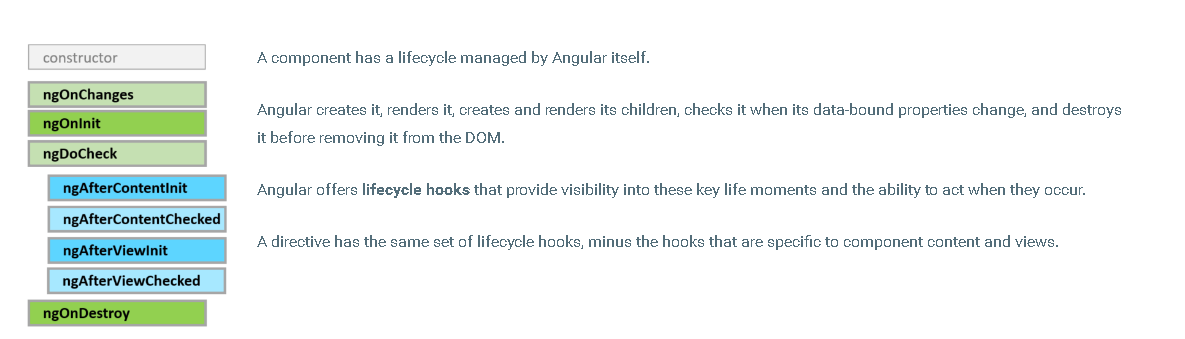 constructor
ngOnChanges
ngOnInit
ngDoCheck
ngAfterContentInit
ngAfterContentChecked
ngAfterViewInit
ngAfterViewChecked
ngOnDestroy
A component has a lifecycle managed by Angular itself.
Angular creates it, renders it, creates and renders its children, checks it when its data-bound properties change, and destroys
it before removing it from the DOM.
Angular offers lifecycle hooks that provide visibility into these key life moments and the ability to act when they occur.
A directive has the same set of lifecycle hooks, minus the hooks that are specific to component content and views.